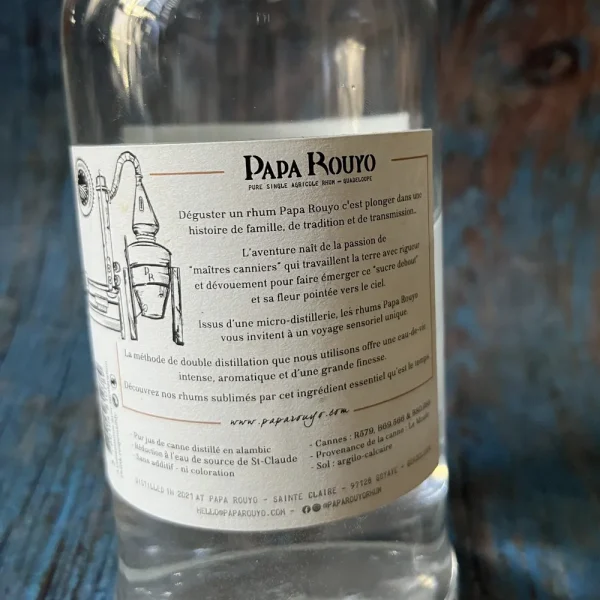 PAPA ROUYO
PURE SINGLE AGRICOLE RHUM – GUADELOUPE
Déguster un rhum Papa Rouyo c'est plonger dans une
histoire de famille, de tradition et de transmission.
L'aventure naît de la passion de
"maîtres canniers" qui travaillent la terre avec rigueur
et dévouement pour faire émerger ce "sucre debout"
et sa fleur pointée vers le ciel.
Issus d'une micro-distillerie, les rhums Papa Rouyo
vous invitent à un voyage sensoriel unique.
La méthode de double distillation que nous utilisons offre une eau-de-vie
intense, aromatique et d'une grande finesse.
Découvrez nos rhums sublimés par cet ingrédient essentiel qu'est le temps.
www.paparouyo.com
- Pur jus de canne distillé en alambic
- Réduction à l'eau de source de St-Claude
- Sans additif - ni coloration
- Cannes : R579, B69.566 &
- Provenance de la canne : Le Moule
- Sol : argilo-calcaire
DISTILLED IN 2021 AT PAPA ROUYO – SAINTE CLAIRE – 97128 GOYAVE – GUADELOUPE
HELLO@PAPAROUYO.COM – @PAPAROUYORHUM
PR